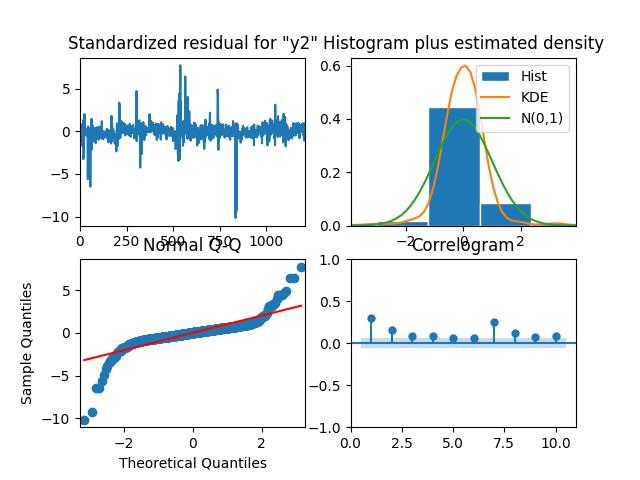 Standardized residual for "y2"
5
0
−5
−10
0 250 500 750 1000
Histogram plus estimated density
0.6
0.4
0.2
0.0
−2 0 2
Hist
KDE
N(0,1)
Normal Q-Q
Sample Quantiles
5
0
−5
−10
−2 0 2
Theoretical Quantiles
Correlogram
1.0
0.5
0.0
−0.5
−1.0
0.0 2.5 5.0 7.5 10.0